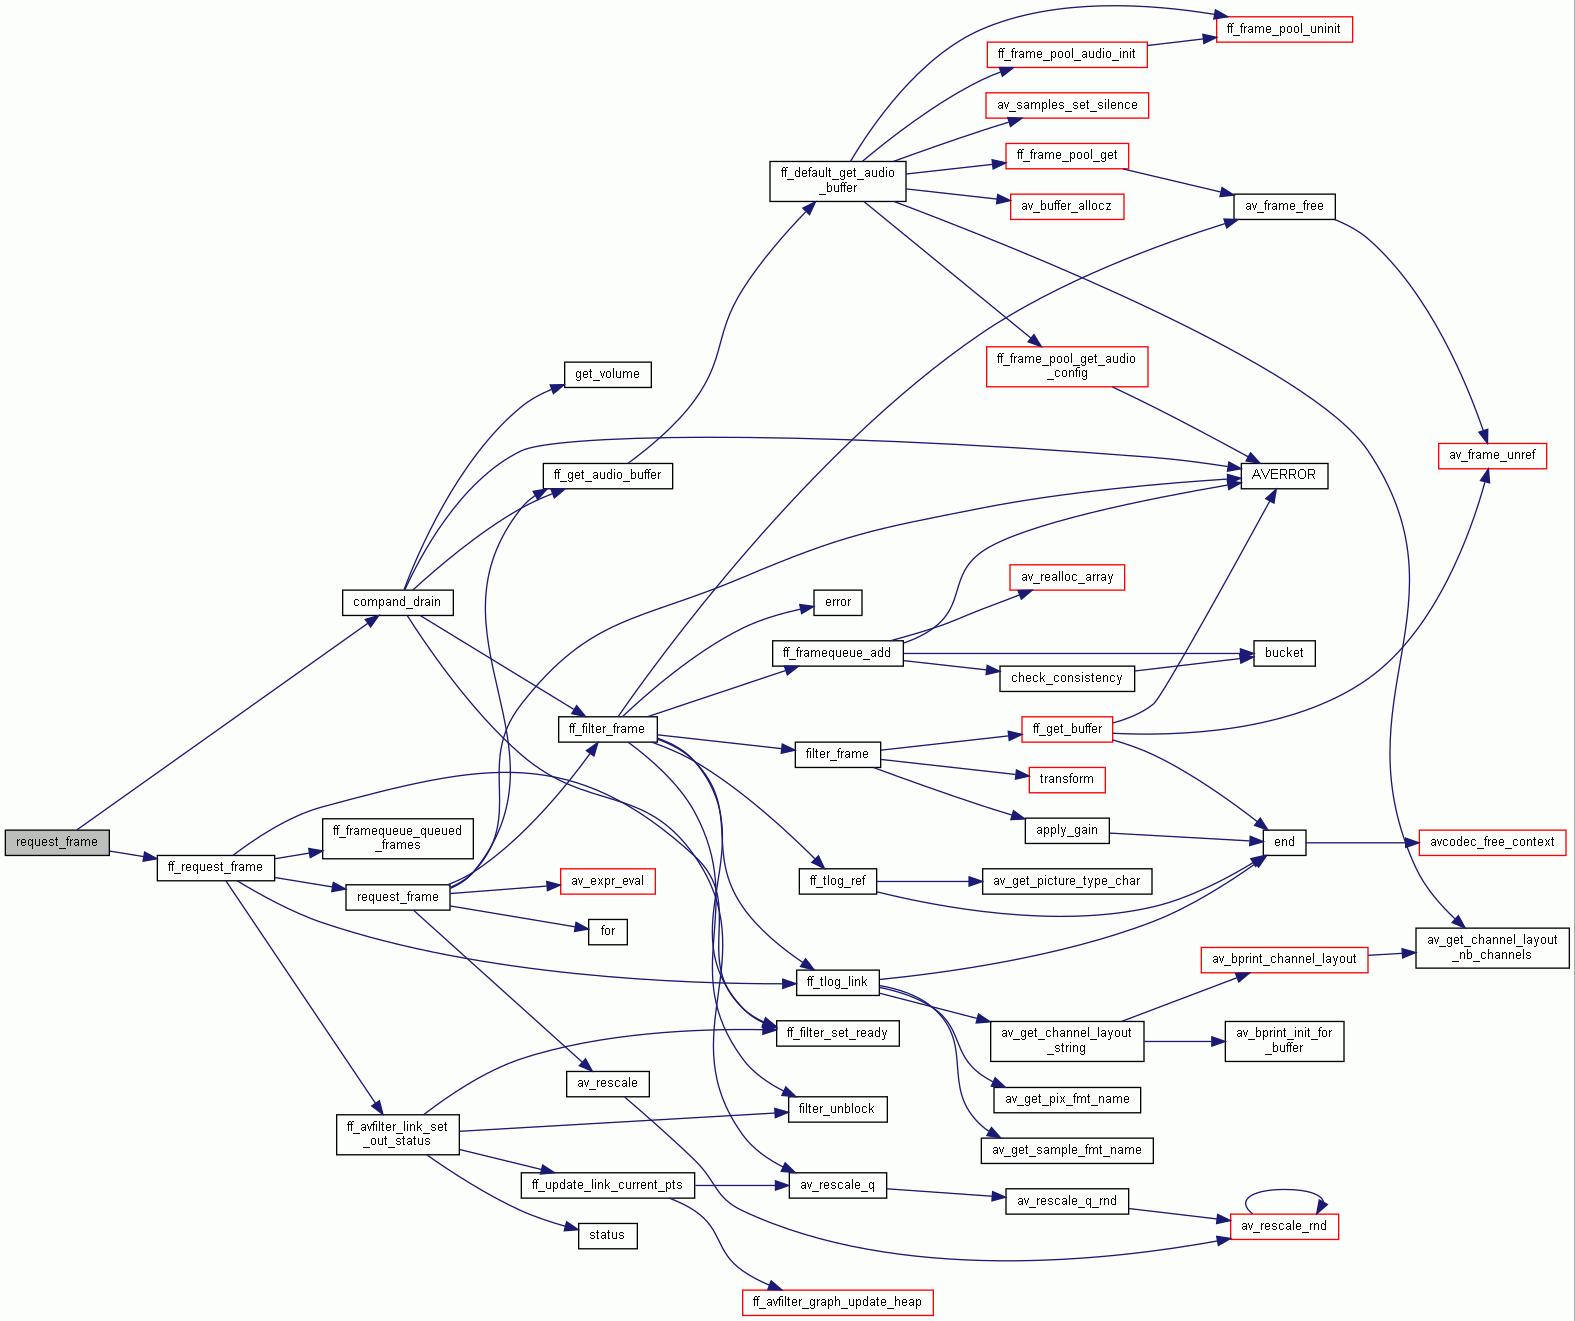 ff_frame_pool_uninit
ff_frame_pool_audio_init
av_samples_set_silence
ff_frame_pool_get
ff_default_get_audio
_buffer
av_buffer_allocz
av_frame_free
ff_frame_pool_get_audio
_config
get_volume
av_frame_unref
ff_get_audio_buffer
AVERROR
av_realloc_array
compand_drain
error
ff_framequeue_add
bucket
check_consistency
ff_filter_frame
ff_get_buffer
filter_frame
transform
ff_framequeue_queued
_frames
apply_gain
request_frame
end
avcodec_free_context
ff_request_frame
av_expr_eval
ff_tlog_ref
av_get_picture_type_char
request_frame
for
av_get_channel_layout
_nb_channels
av_bprint_channel_layout
ff_tlog_link
ff_filter_set_ready
av_get_channel_layout
_string
av_bprint_init_for
_buffer
av_rescale
av_get_pix_fmt_name
filter_unblock
ff_avfilter_link_set
_out_status
av_get_sample_fmt_name
ff_update_link_current_pts
av_rescale_q
av_rescale_q_rnd
av_rescale_rnd
status
ff_avfilter_graph_update_heap